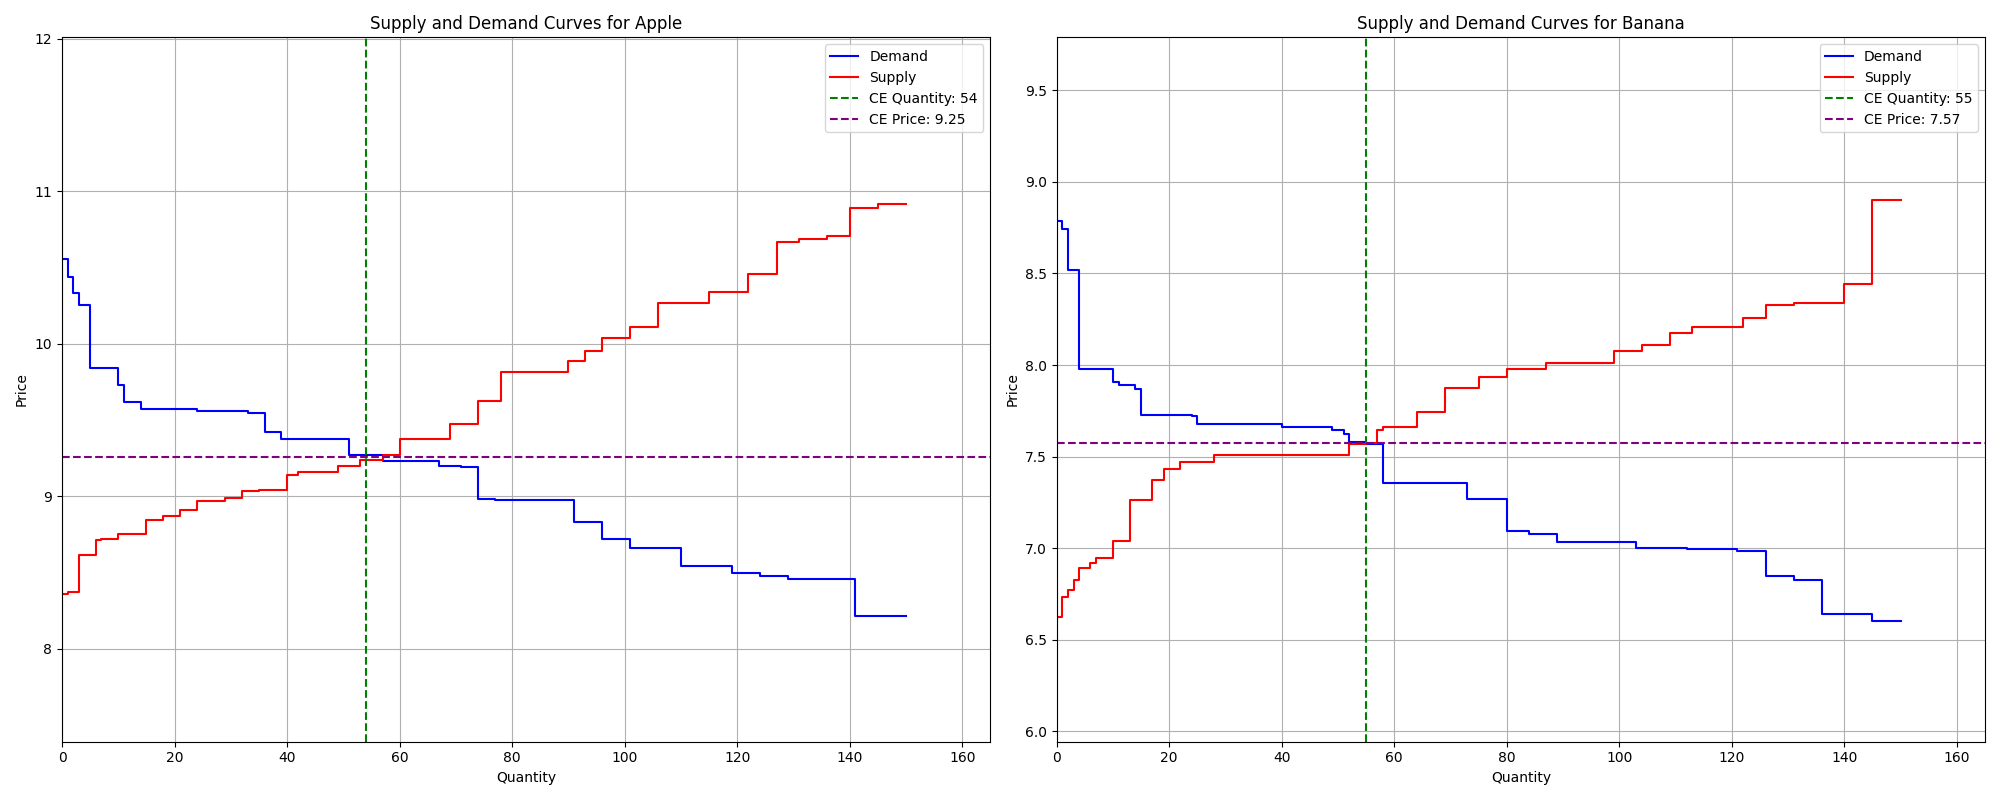 Supply and Demand Curves for Apple
Demand
Supply
CE Quantity: 54
CE Price: 9.25
12
11
10
9
8
Price
0 20 40 60 80 100 120 140 160
Quantity
Supply and Demand Curves for Banana
Demand
Supply
CE Quantity: 55
CE Price: 7.57
9.5
9.0
8.5
8.0
7.5
7.0
6.5
6.0
Price
0 20 40 60 80 100 120 140 160
Quantity